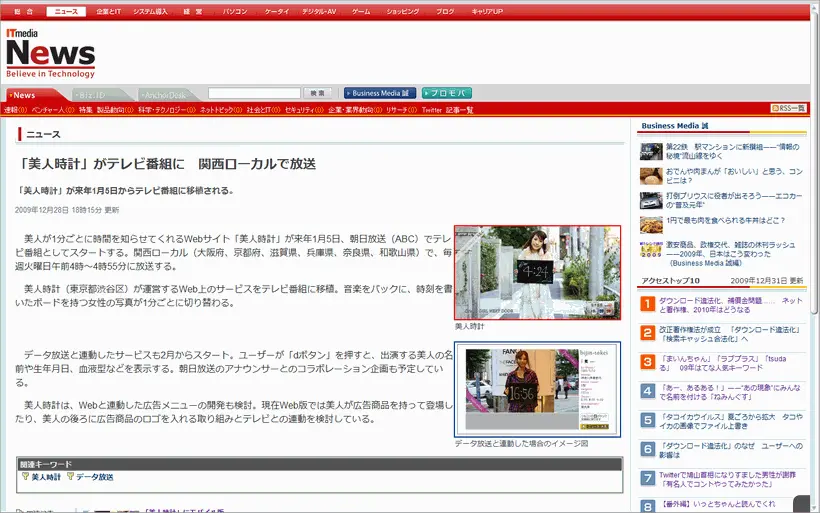 総 合 ニュース 企業とIT システム導入 経 営 パソコン ケータイ デジタル・AV ゲーム ショッピング ブログ キャリアUP
ITmedia
News
Believe in Technology
News Biz.ID Anchor Desk 検 索 Business Media 誠 プロモバ
速報(0) ベンチャー人(0) 特集 製品動向(0) 科学・テクノロジー(0) ネットトピック(0) 社会とIT(0) セキュリティ(0) 企業・業界動向(0) リサーチ(0) Twitter 記事一覧 RSS一覧
ニュース
「美人時計」がテレビ番組に 関西ローカルで放送
「美人時計」が来年1月5日からテレビ番組に移植される。
2009年12月28日 18時15分 更新
美人が1分ごとに時間を知らせてくれるWebサイト「美人時計」が来年1月5日、朝日放送（ABC）でテレ
ビ番組としてスタートする。関西ローカル（大阪府、京都府、滋賀県、兵庫県、奈良県、和歌山県）で、毎
週火曜日午前4時～4時55分に放送する。
美人時計（東京都渋谷区）が運営するWeb上のサービスをテレビ番組に移植。音楽をバックに、時刻を書
いたボードを持つ女性の写真が1分ごとに切り替わる。
4:24
美人時計
データ放送と連動したサービスも2月からスタート。ユーザーが「dボタン」を押すと、出演する美人の名
前や生年月日、血液型などを表示する。朝日放送のアナウンサーとのコラボレーション企画も予定してい
る。
美人時計は、Webと連動した広告メニューの開発も検討。現在Web版では美人が広告商品を持って登場し
たり、美人の後ろに広告商品のロゴを入れる取り組みとテレビとの連動を検討している。
bijin-tokei
16:56
データ放送と連動した場合のイメージ図
関連キーワード
美人時計 データ放送
Business Media 誠
第22鉄 駅マンションに新撰組――“情報の
秘境”流山線をゆく
おでんや肉まんが「おいしい」と思う、コン
ビニは？
打倒プリウスに役者が出そろう――エコカー
の“普及元年”
1円で最も肉を食べられる牛丼はどこ？
激安商品、政権交代、雑誌の休刊ラッシュ
――2009年、日本はこう変わった
（Business Media 誠編）
アクセストップ10 2009年12月31日 更新
1 ダウンロード違法化、補償金問題…… ネット
と著作権、2010年はどうなる
2 改正著作権法が成立 「ダウンロード違法化」
「検索キャッシュ合法化」へ
3 「まいんちゃん」「ラブプラス」「tsuda
る」 09年はてな人気キーワード
4 「あー、あるある！」――“あの現象”にみんな
で名前を付ける「ねみんぐす」
5 「タコイカウイルス」夏ごろから拡大 タコや
イカの画像でファイル上書き
6 「ダウンロード違法化」のなぜ ユーザーへの
影響は
7 Twitterで鳩山首相になりすました男性が謝罪
「有名人でコントやってみたかった」
8 【番外編】いっとちゃんと読んでくれ